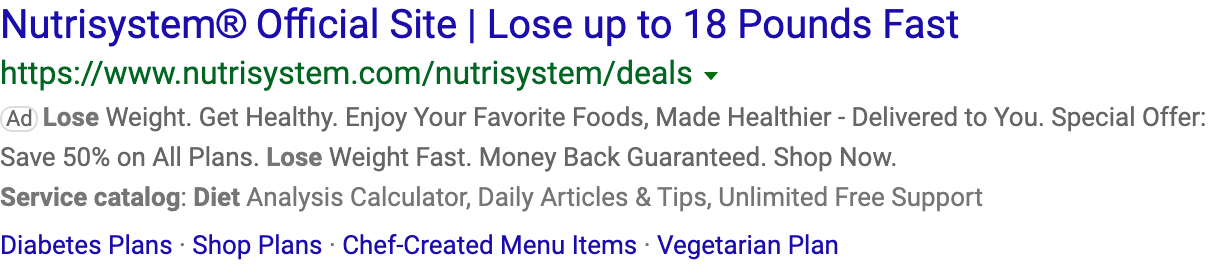 Nutrisystem® Official Site | Lose up to 18 Pounds Fast
https://www.nutrisystem.com/nutrisystem/deals
Ad Lose Weight. Get Healthy. Enjoy Your Favorite Foods, Made Healthier - Delivered to You. Special Offer:
Save 50% on All Plans. Lose Weight Fast. Money Back Guaranteed. Shop Now.
Service catalog: Diet Analysis Calculator, Daily Articles & Tips, Unlimited Free Support
Diabetes Plans · Shop Plans · Chef-Created Menu Items · Vegetarian Plan